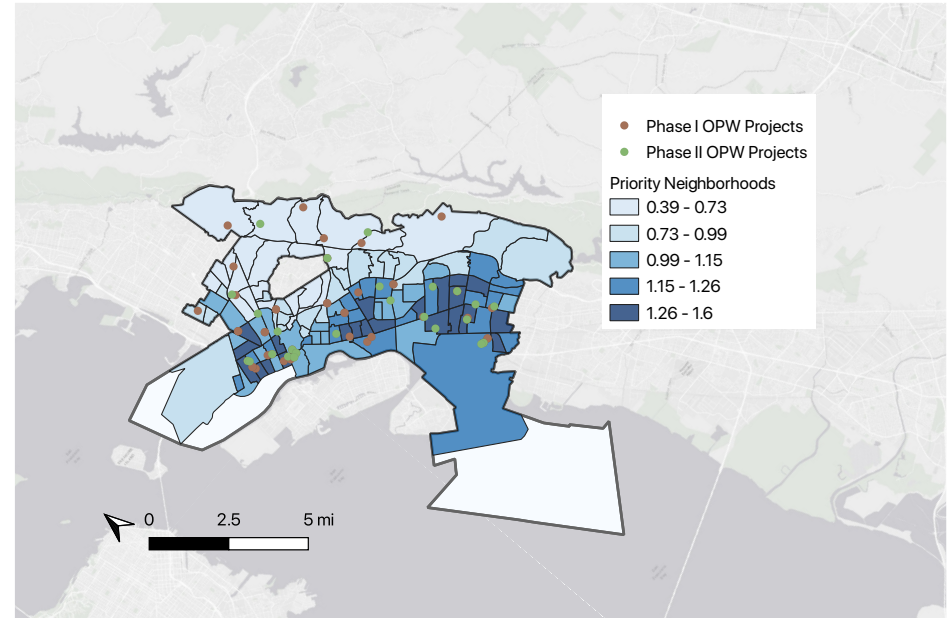 Phase I OPW Projects
Phase II OPW Projects
Priority Neighborhoods
0.39 - 0.73
0.73 - 0.99
0.99 - 1.15
1.15 - 1.26
1.26 - 1.6
0 2.5 5 mi